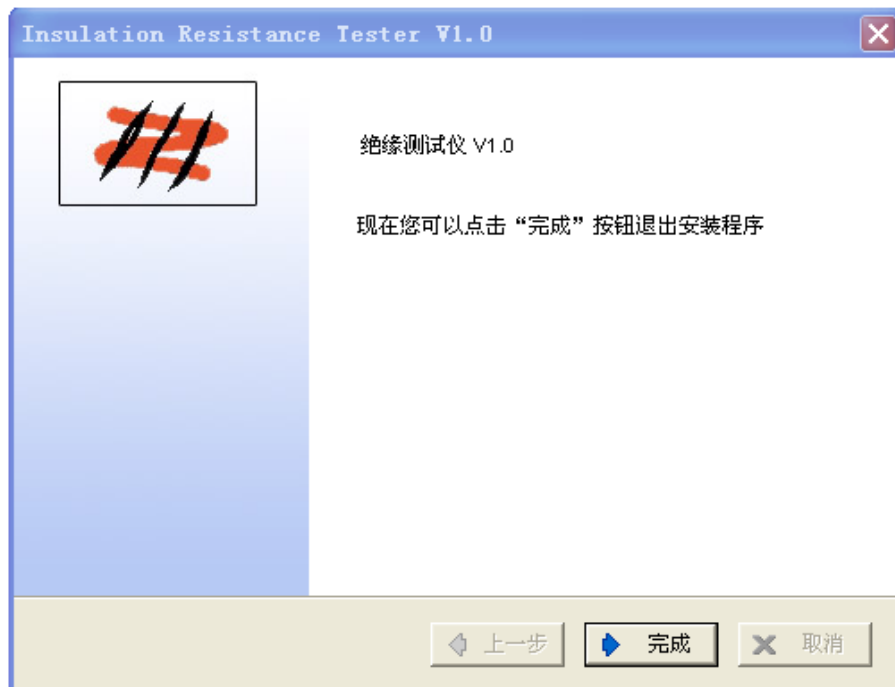 Insulation Resistance Tester V1.0
绝缘测试仪 V1.0
现在您可以点击“完成”按钮退出安装程序
上一步
完成
取消